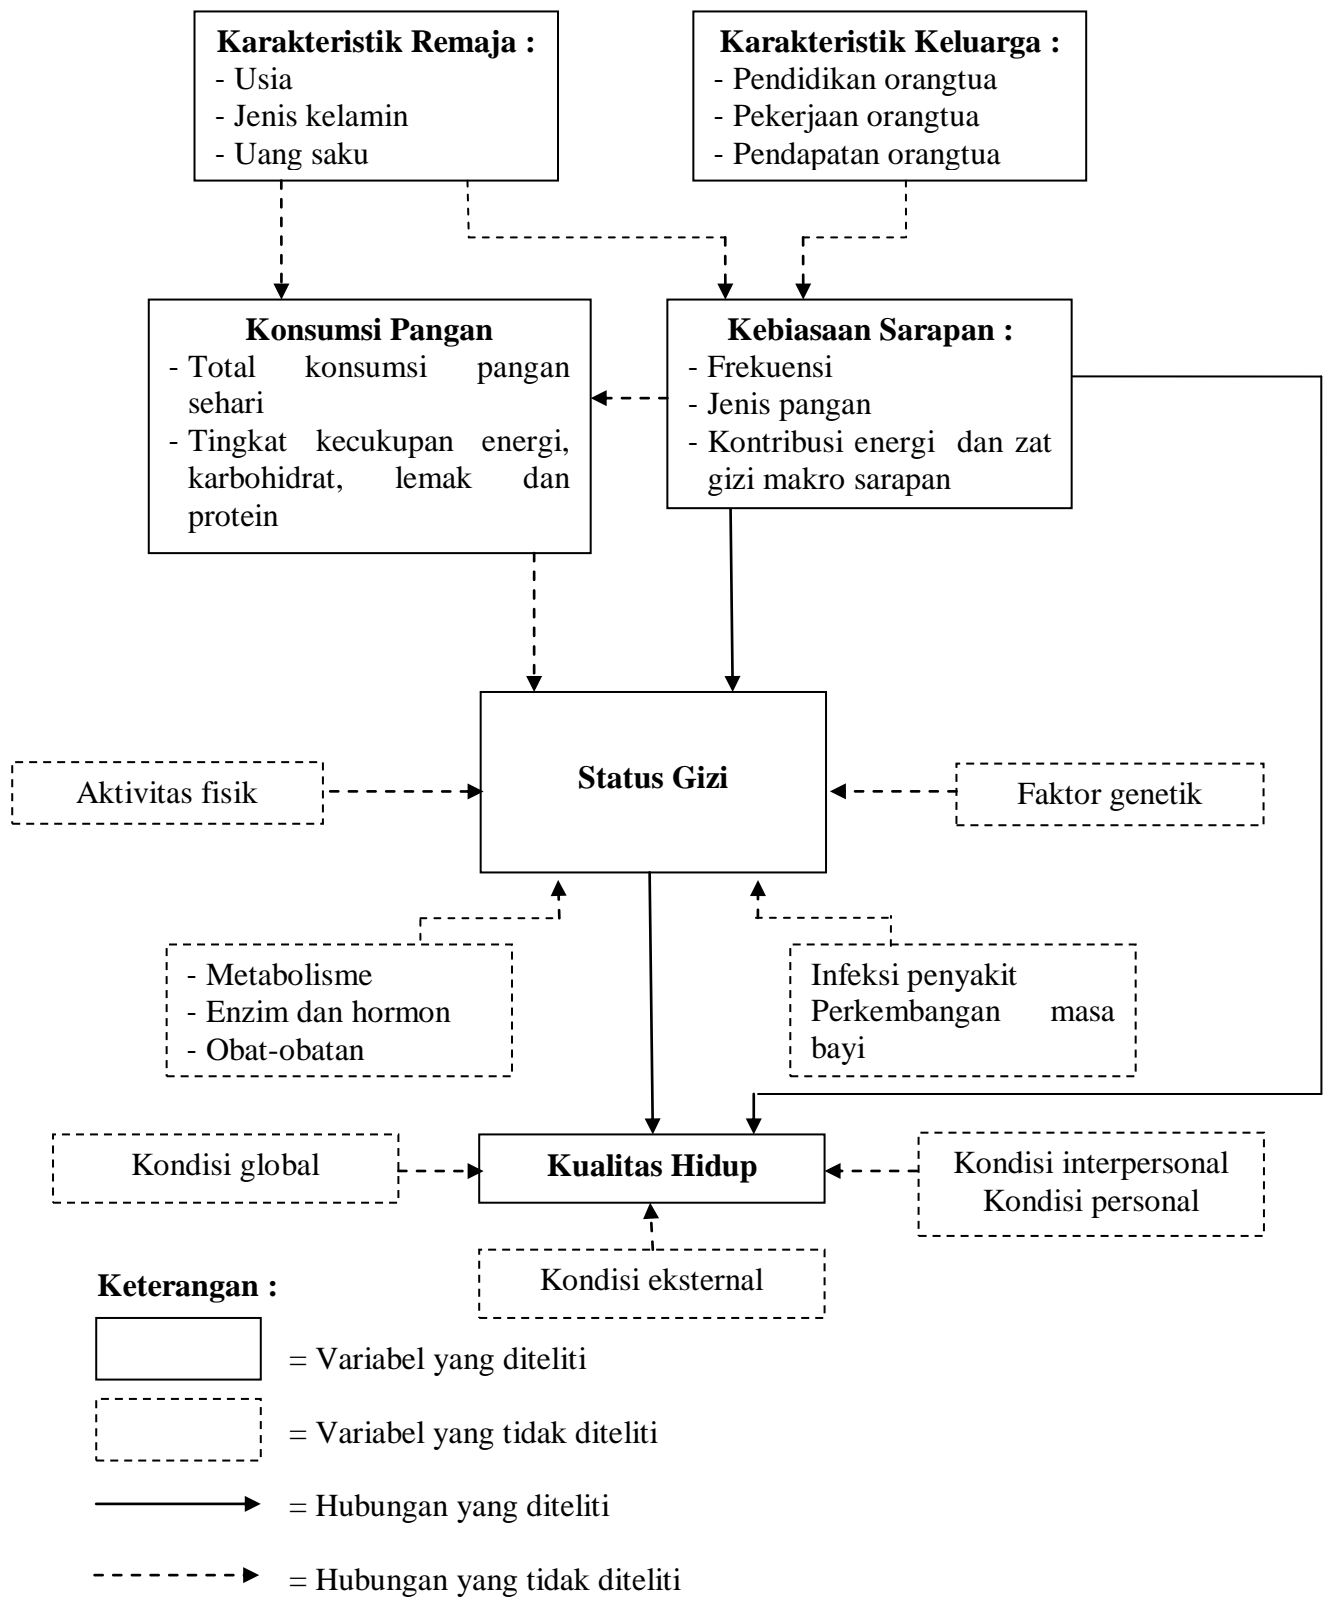 Karakteristik Remaja :
- Usia
- Jenis kelamin
- Uang saku
Karakteristik Keluarga :
- Pendidikan orangtua
- Pekerjaan orangtua
- Pendapatan orangtua
Konsumsi Pangan
- Total konsumsi pangan
sehari
- Tingkat kecukupan energi,
karbohidrat, lemak dan
protein
Kebiasaan Sarapan :
- Frekuensi
- Jenis pangan
- Kontribusi energi dan zat
gizi makro sarapan
Status Gizi
Aktivitas fisik
Faktor genetik
- Metabolisme
- Enzim dan hormon
- Obat-obatan
Infeksi penyakit
Perkembangan masa
bayi
Kondisi global
Kualitas Hidup
Kondisi interpersonal
Kondisi personal
Kondisi eksternal
Keterangan :
= Variabel yang diteliti
= Variabel yang tidak diteliti
= Hubungan yang diteliti
= Hubungan yang tidak diteliti